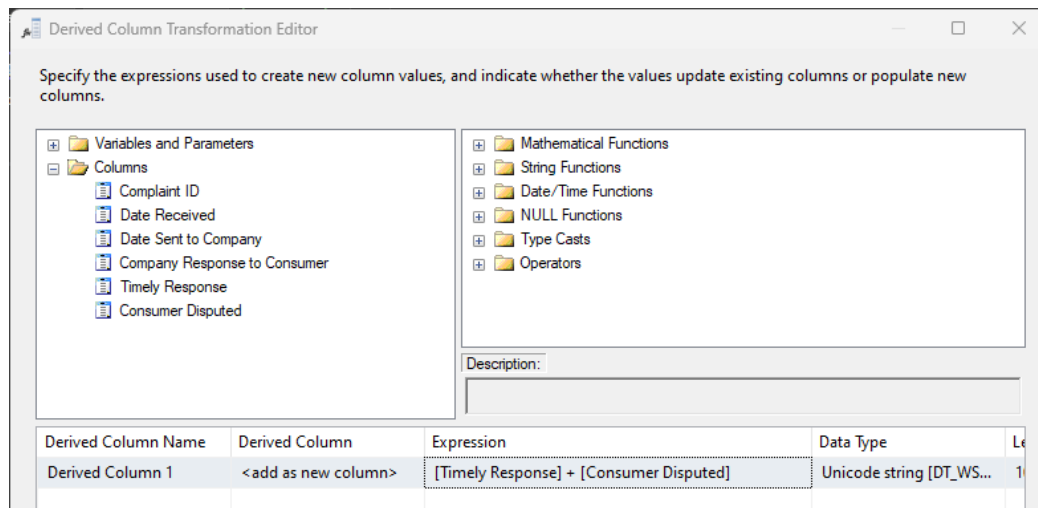 Derived Column Transformation Editor
Specify the expressions used to create new column values, and indicate whether the values update existing columns or populate new
columns.
Variables and Parameters
Columns
Complaint ID
Date Received
Date Sent to Company
Company Response to Consumer
Timely Response
Consumer Disputed
Mathematical Functions
String Functions
Date/Time Functions
NULL Functions
Type Casts
Operators
Description:
Derived Column Name Derived Column Expression Data Type
Derived Column 1 <add as new column> [Timely Response] + [Consumer Disputed] Unicode string [DT_WS...